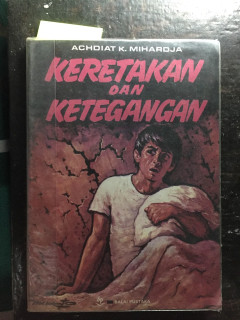 ACHDIAT K. MIHARDJA
KERETAKAN
DAN
KETEGANGAN
BALAI PUSTAKA